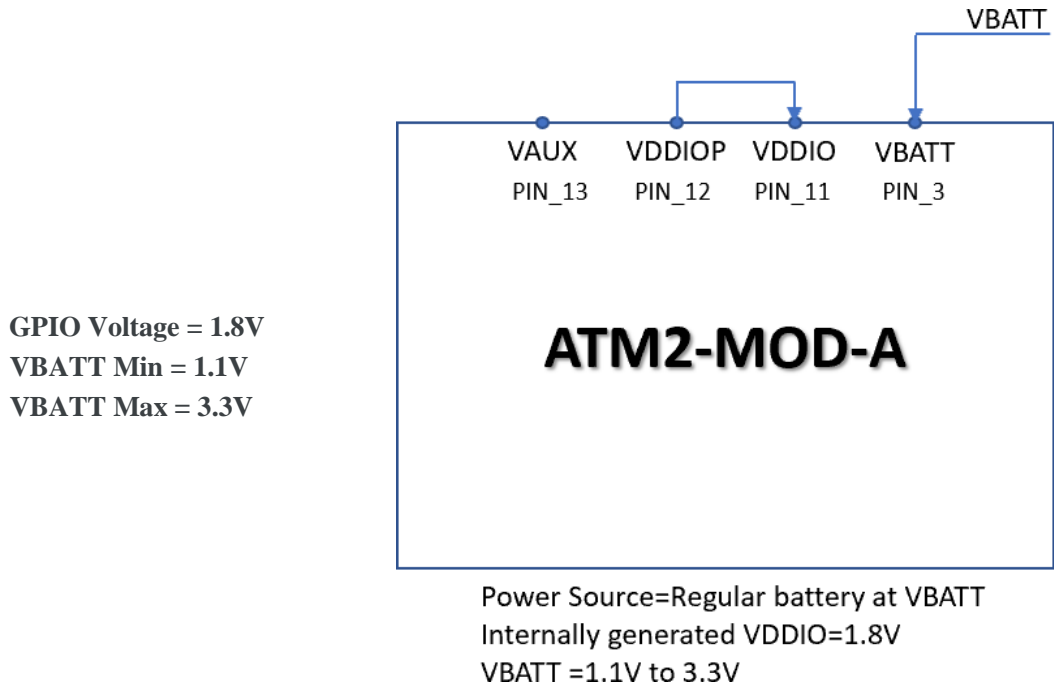 VBATT
VAUX VDDIOP VDDIO VBATT
PIN_13 PIN_12 PIN_11 PIN_3
GPIO Voltage = 1.8V
VBATT Min = 1.1V
VBATT Max = 3.3V
ATM2-MOD-A
Power Source=Regular battery at VBATT
Internally generated VDDIO=1.8V
VBATT =1.1V to 3.3V